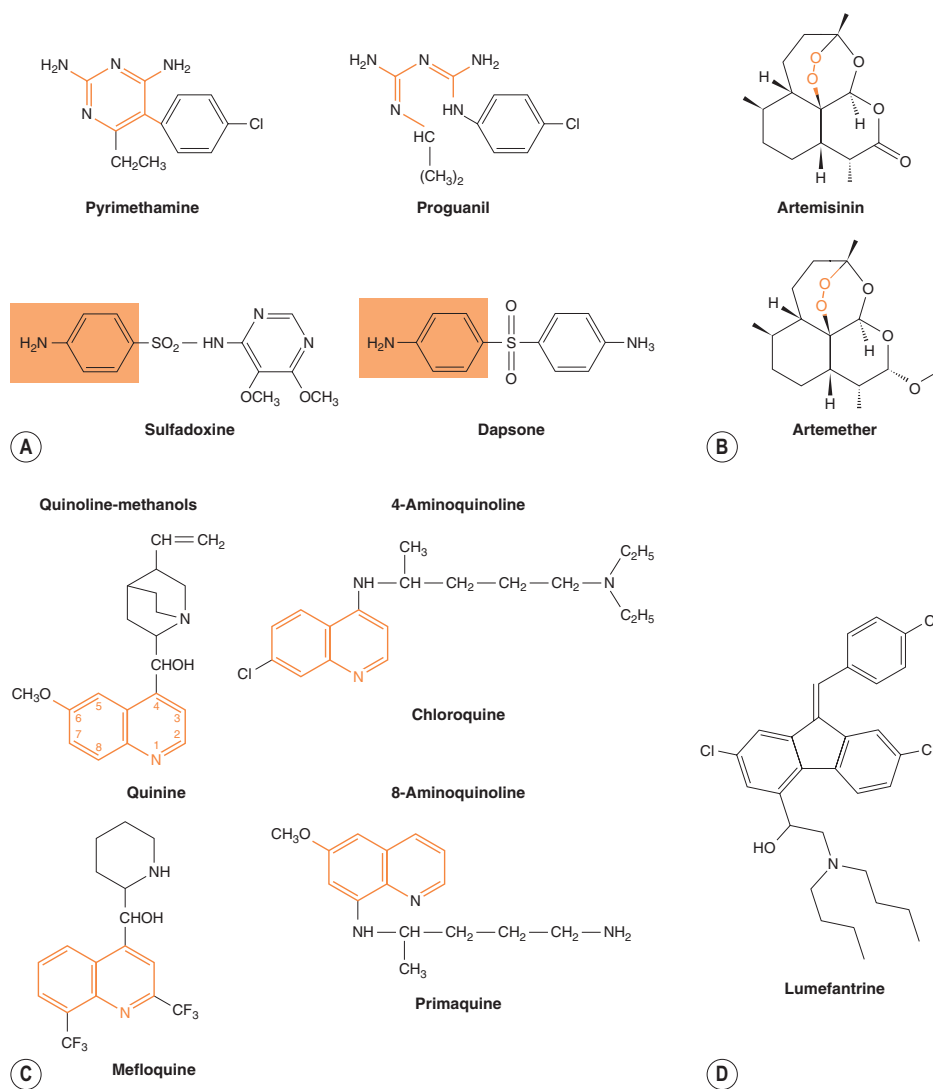 NH₂ N NH₂
N
Cl
CH₂CH₃
Pyrimethamine
H₂N N NH₂
N HN
Cl
HC
(CH₃)₂
Proguanil
H₂N SO₂ HN
N
N
OCH₃ OCH₃
Sulfadoxine
H₂N
O
S
O
NH₃
Dapsone
A
O
O
O
H
O
H
H
O
Artemisinin
O
O
O
H
O
H
H
O
Artemether
B
Quinoline-methanols
CH CH₂
N
CHOH
CH₃O
5 4 3
6
7 8 1 2
N
Quinine
NH
CHOH
N
CF₃
CF₃
Mefloquine
4-Aminoquinoline
CH₃ C₂H₅
NH CH₂ CH₂ CH₂ N
C₂H₅
Cl N
Chloroquine
8-Aminoquinoline
CH₃O
N
NH CH₂ CH₂ CH₂ NH₂
CH₃
Primaquine
C
C
Cl
C
HO
N
Lumefantrine
D